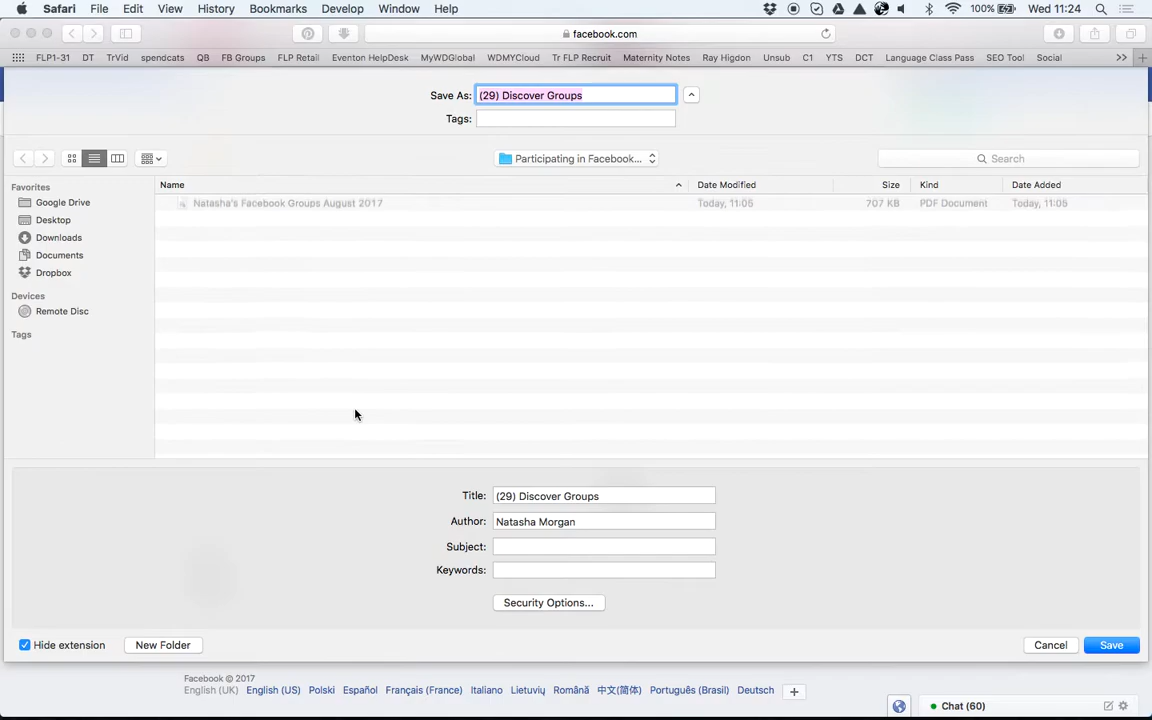 Safari File Edit View History Bookmarks Develop Window Help 100% Wed 11:24
facebook.com
FLP1-31 DT TrVid spendcats QB FB Groups FLP Retail Eventon HelpDesk MyWDGlobal WDMYCloud Tr FLP Recruit Maternity Notes Ray Higdon Unsub C1 YTS DCT Language Class Pass SEO Tool Social >> +
Save As: (29) Discover Groups
Tags:
Participating in Facebook... Search
Favorites
Google Drive
Desktop
Downloads
Documents
Dropbox
Devices
Remote Disc
Tags
Name Date Modified Size Kind Date Added
Natasha's Facebook Groups August 2017 Today, 11:05 707 KB PDF Document Today, 11:05
Title: (29) Discover Groups
Author: Natasha Morgan
Subject:
Keywords:
Security Options...
Hide extension New Folder Cancel Save
Facebook © 2017
English (UK) English (US) Polski Español Français (France) Italiano Lietuvių Română 中文(简体) Português (Brasil) Deutsch +
Chat (60)